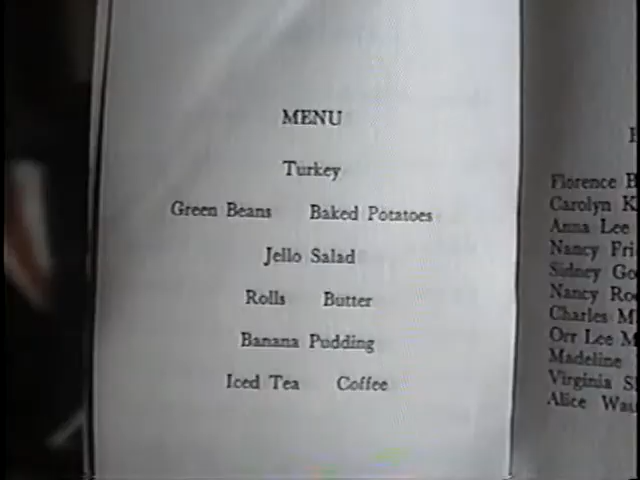 MENU
Turkey
Green Beans Baked Potatoes
Jello Salad
Rolls Butter
Banana Pudding
Iced Tea Coffee
Florence
Carolyn
Anna Lee
Nancy
Sidney
Nancy
Charles
Orr Lee
Madeline
Virginia
Alice